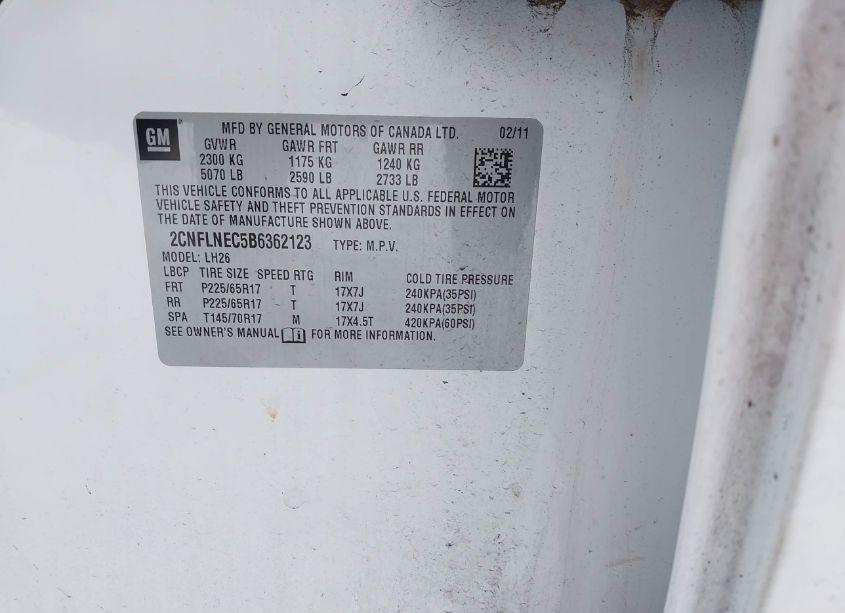 GM
MFD BY GENERAL MOTORS OF CANADA LTD. 02/11
GVWR GAWR FRT GAWR RR
2300 KG 1175 KG 1240 KG
5070 LB 2590 LB 2733 LB
THIS VEHICLE CONFORMS TO ALL APPLICABLE U.S. FEDERAL MOTOR
VEHICLE SAFETY AND THEFT PREVENTION STANDARDS IN EFFECT ON
THE DATE OF MANUFACTURE SHOWN ABOVE.
2CNFLNEC5B6362123 TYPE: M.P.V.
MODEL: LH26
LBCP TIRE SIZE SPEED RTG RIM COLD TIRE PRESSURE
FRT P225/65R17 T 17X7J 240KPA(35PSI)
RR P225/65R17 T 17X7J 240KPA(35PSI)
SPA T145/70R17 M 17X4.5T 420KPA(60PSI)
SEE OWNER'S MANUAL FOR MORE INFORMATION.